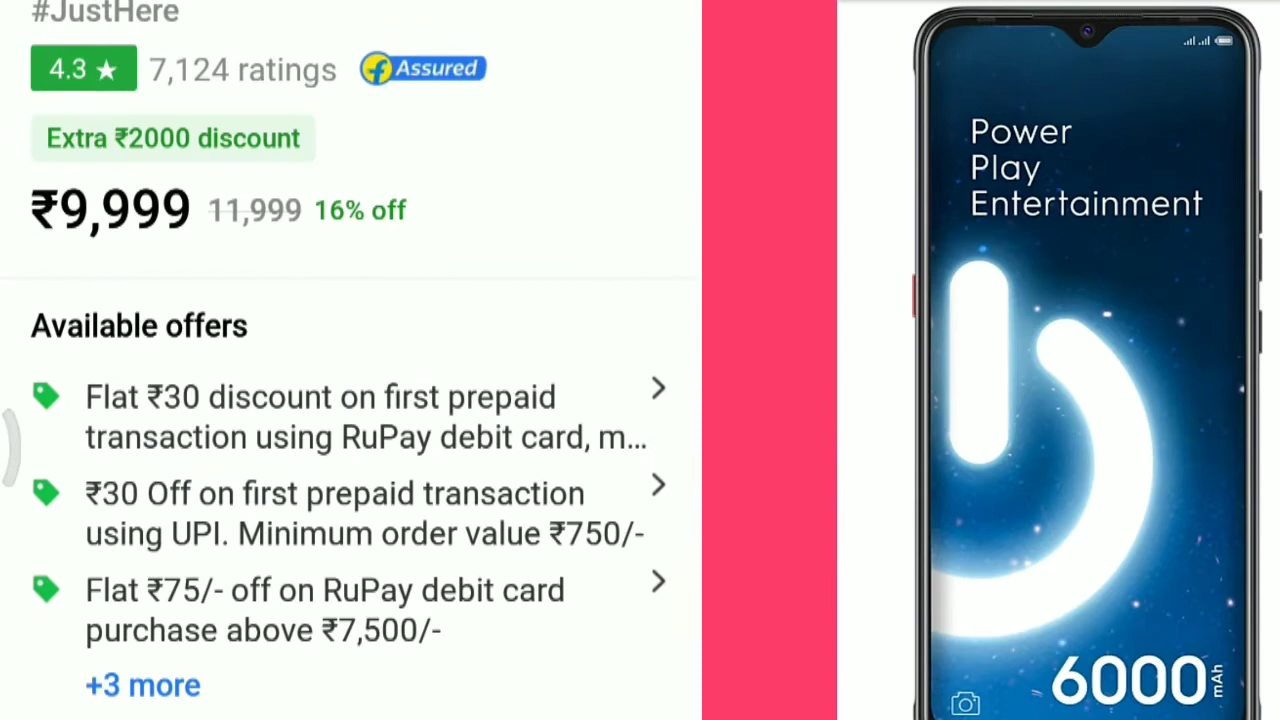 #JustHere
4.3 ★ 7,124 ratings f Assured
Extra ₹2000 discount
₹9,999 11,999 16% off
Available offers
Flat ₹30 discount on first prepaid
transaction using RuPay debit card, m...
₹30 Off on first prepaid transaction
using UPI. Minimum order value ₹750/-
Flat ₹75/- off on RuPay debit card
purchase above ₹7,500/-
+3 more
Power
Play
Entertainment
6000 mAh